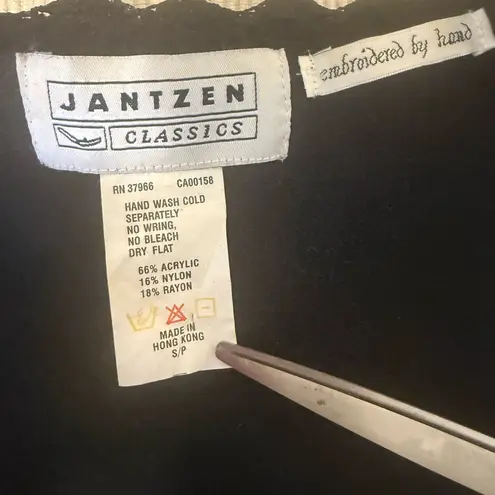 JANTZEN
CLASSICS
embroidered by hand
RN 37966 CA00158
HAND WASH COLD
SEPARATELY
NO WRING,
NO BLEACH
DRY FLAT
66% ACRYLIC
16% NYLON
18% RAYON
MADE IN
HONG KONG
S/P